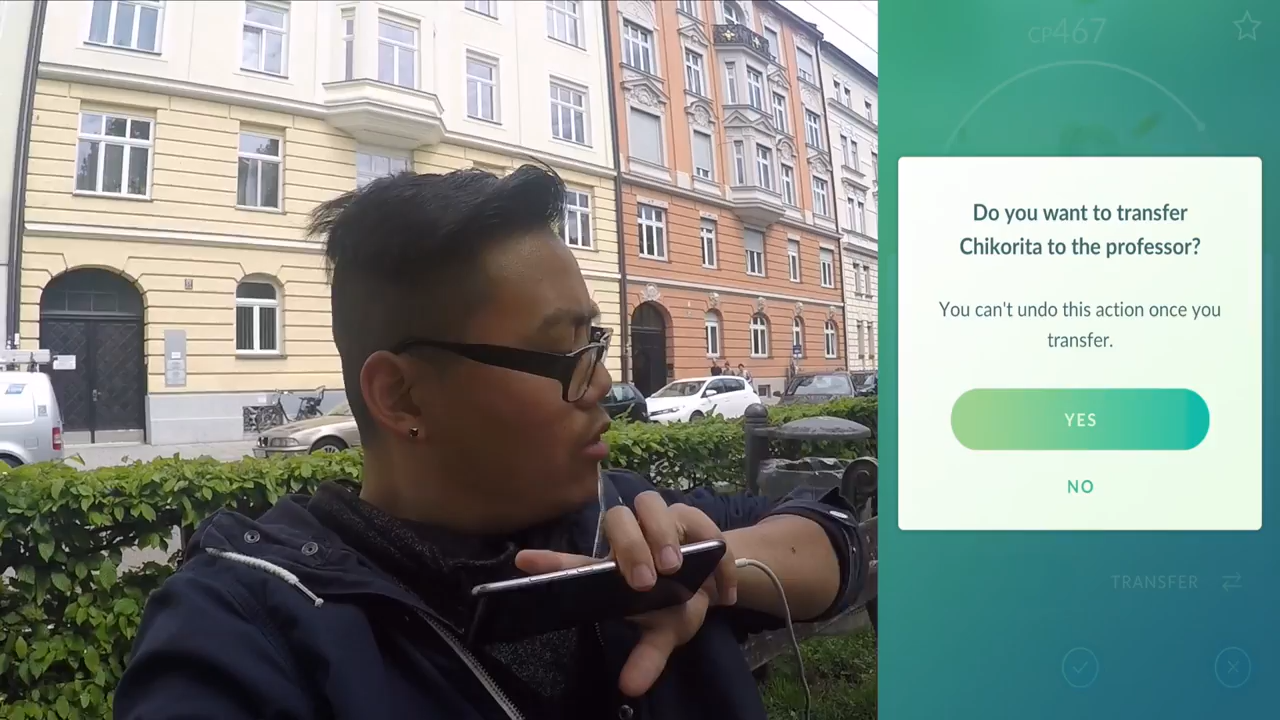 CP467
Do you want to transfer
Chikorita to the professor?
You can't undo this action once you
transfer.
YES
NO
TRANSFER